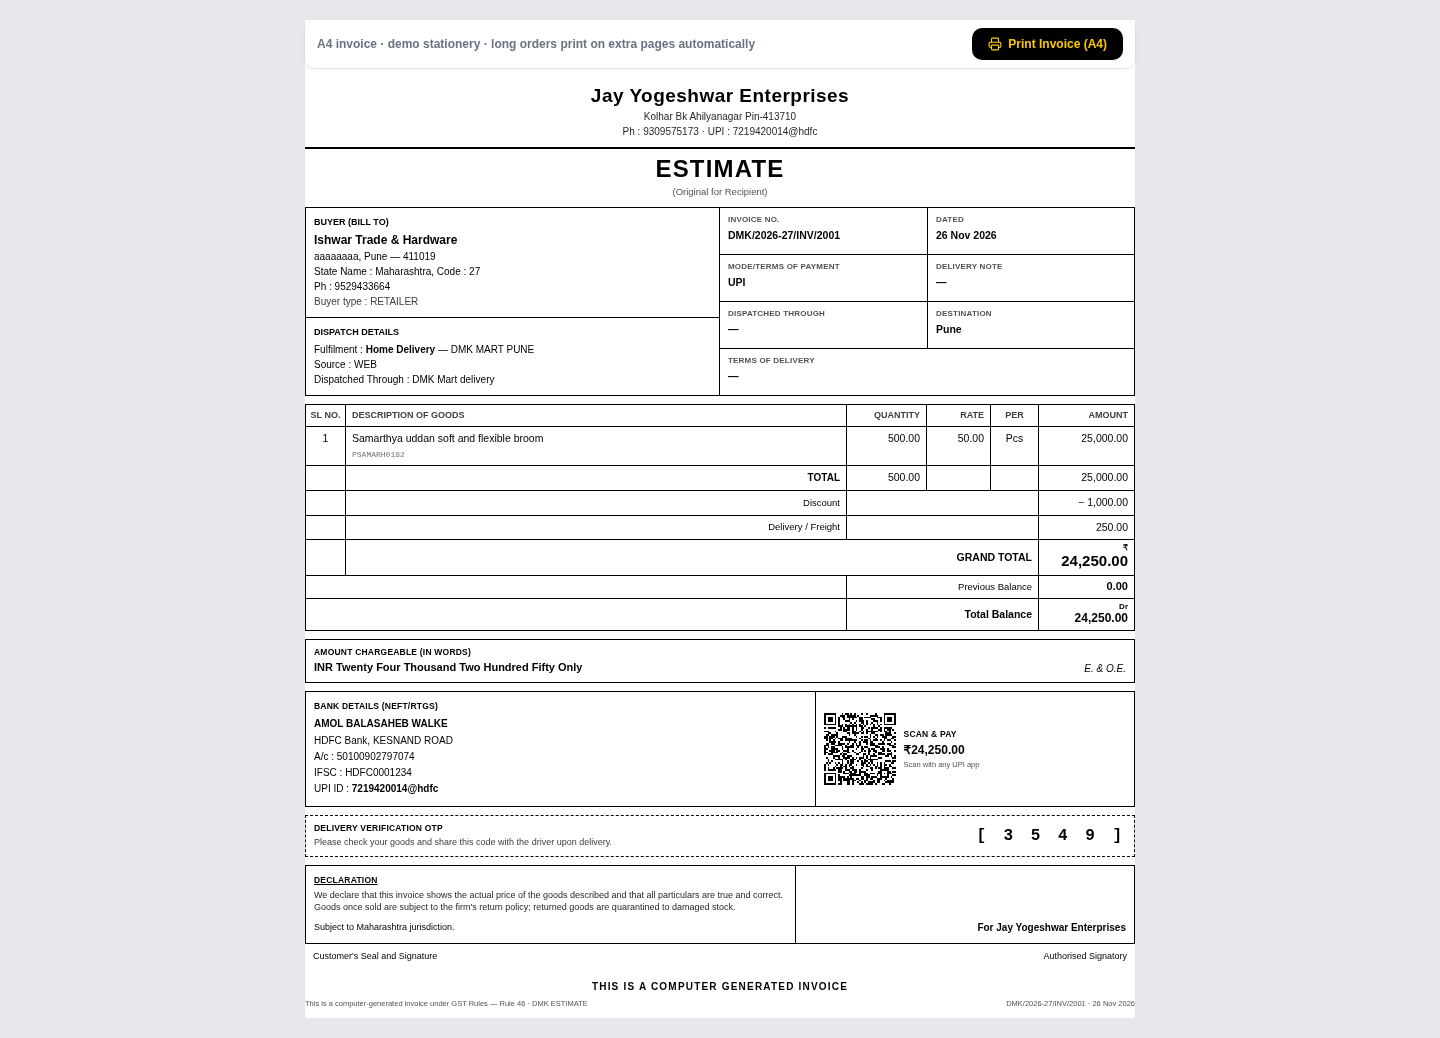 A4 invoice · demo stationery · long orders print on extra pages automatically
Print Invoice (A4)
Jay Yogeshwar Enterprises
Kolhar Bk Ahilyanagar Pin-413710
Ph : 9309575173 · UPI : 7219420014@hdfc
ESTIMATE
(Original for Recipient)
BUYER (BILL TO)
Ishwar Trade & Hardware
aaaaaaaa, Pune — 411019
State Name : Maharashtra, Code : 27
Ph : 9529433664
Buyer type : RETAILER
DISPATCH DETAILS
Fulfilment : Home Delivery — DMK MART PUNE
Source : WEB
Dispatched Through : DMK Mart delivery
INVOICE NO.
DMK/2026-27/INV/2001
DATED
26 Nov 2026
MODE/TERMS OF PAYMENT
UPI
DELIVERY NOTE
—
DISPATCHED THROUGH
—
DESTINATION
Pune
TERMS OF DELIVERY
—
SL NO. DESCRIPTION OF GOODS QUANTITY RATE PER AMOUNT
1 Samarthya uddan soft and flexible broom 500.00 50.00 Pcs 25,000.00
PSAMARH0182
TOTAL 500.00 25,000.00
Discount − 1,000.00
Delivery / Freight 250.00
GRAND TOTAL ₹ 24,250.00
Previous Balance 0.00
Total Balance Dr 24,250.00
AMOUNT CHARGEABLE (IN WORDS)
INR Twenty Four Thousand Two Hundred Fifty Only
E. & O.E.
BANK DETAILS (NEFT/RTGS)
AMOL BALASAHEB WALKE
HDFC Bank, KESNAND ROAD
A/c : 50100902797074
IFSC : HDFC0001234
UPI ID : 7219420014@hdfc
SCAN & PAY
₹24,250.00
Scan with any UPI app
DELIVERY VERIFICATION OTP
Please check your goods and share this code with the driver upon delivery.
[ 3 5 4 9 ]
DECLARATION
We declare that this invoice shows the actual price of the goods described and that all particulars are true and correct.
Goods once sold are subject to the firm's return policy; returned goods are quarantined to damaged stock.
Subject to Maharashtra jurisdiction.
For Jay Yogeshwar Enterprises
Customer's Seal and Signature
Authorised Signatory
THIS IS A COMPUTER GENERATED INVOICE
This is a computer-generated invoice under GST Rules — Rule 46 · DMK ESTIMATE
DMK/2026-27/INV/2001 · 26 Nov 2026